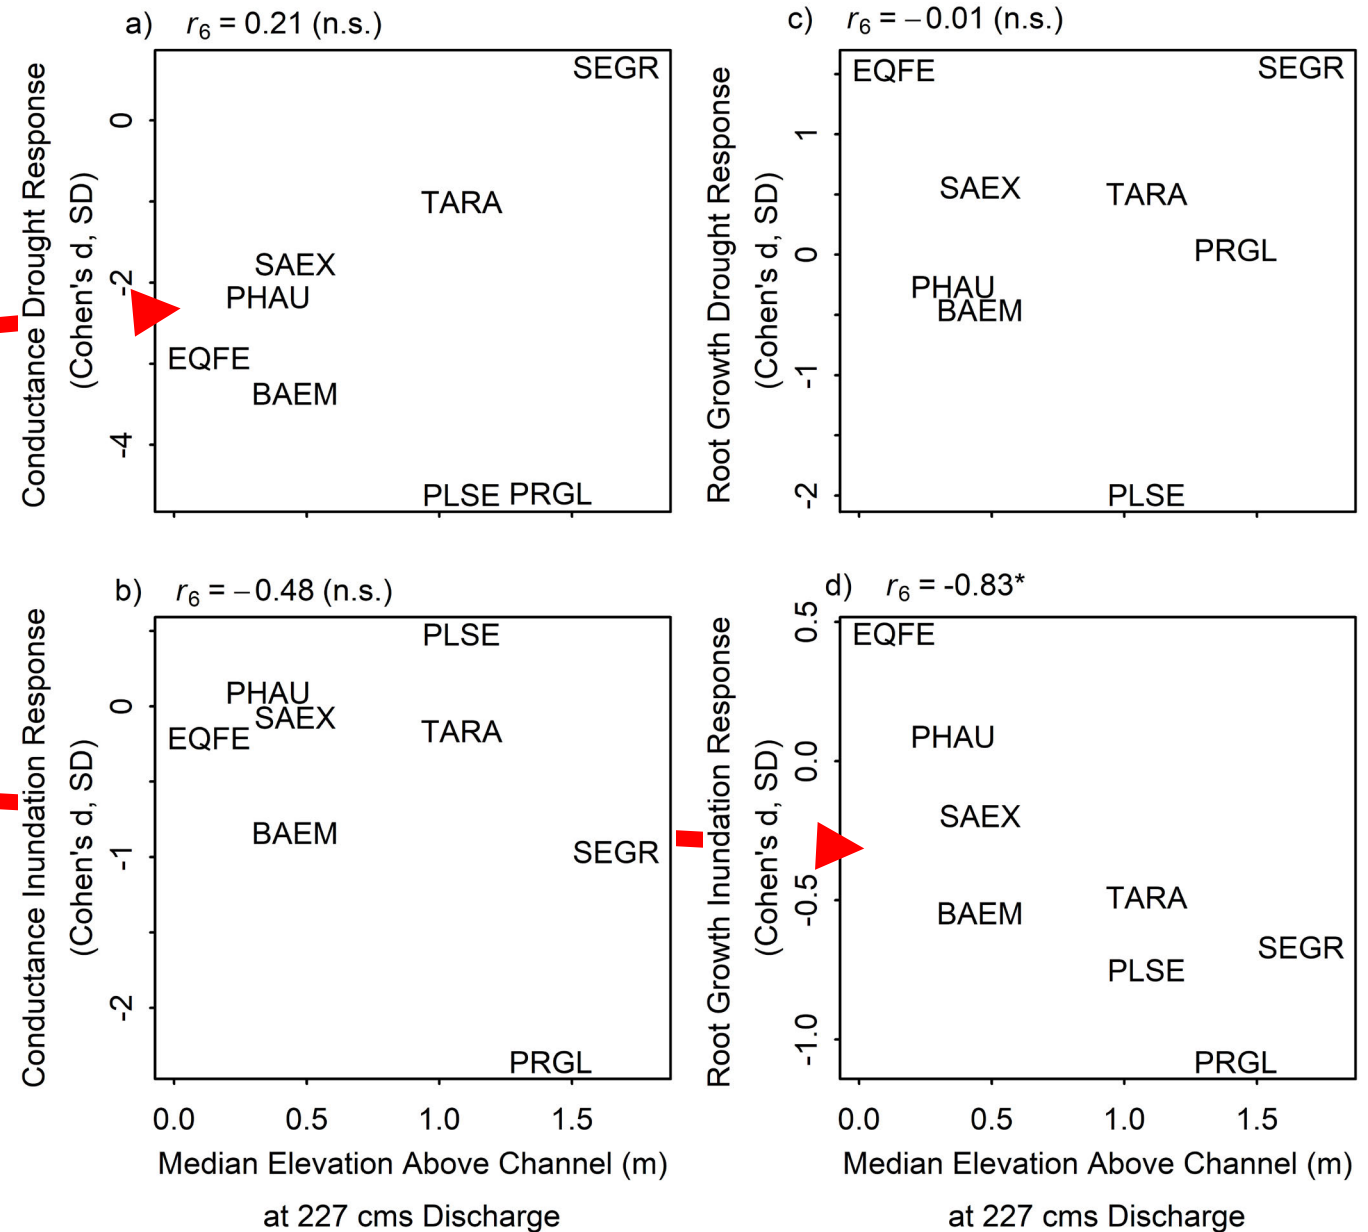 a) r6 = 0.21 (n.s.)
Conductance Drought Response
(Cohen's d, SD)
0
-2
-4
SEGR
TARA
SAEX
PHAU
EQFE
BAEM
PLSE PRGL
c) r6 = −0.01 (n.s.)
Root Growth Drought Response
(Cohen's d, SD)
1
0
-1
-2
EQFE SEGR
SAEX TARA
PRGL
PHAU
BAEM
PLSE
b) r6 = −0.48 (n.s.)
Conductance Inundation Response
(Cohen's d, SD)
0
-1
-2
PLSE
PHAU
SAEX
TARA
EQFE
BAEM
SEGR
PRGL
0.0 0.5 1.0 1.5
Median Elevation Above Channel (m)
at 227 cms Discharge
d) r6 = -0.83*
Root Growth Inundation Response
(Cohen's d, SD)
0.5
0.0
-0.5
-1.0
EQFE
PHAU
SAEX
TARA
BAEM
SEGR
PLSE
PRGL
0.0 0.5 1.0 1.5
Median Elevation Above Channel (m)
at 227 cms Discharge